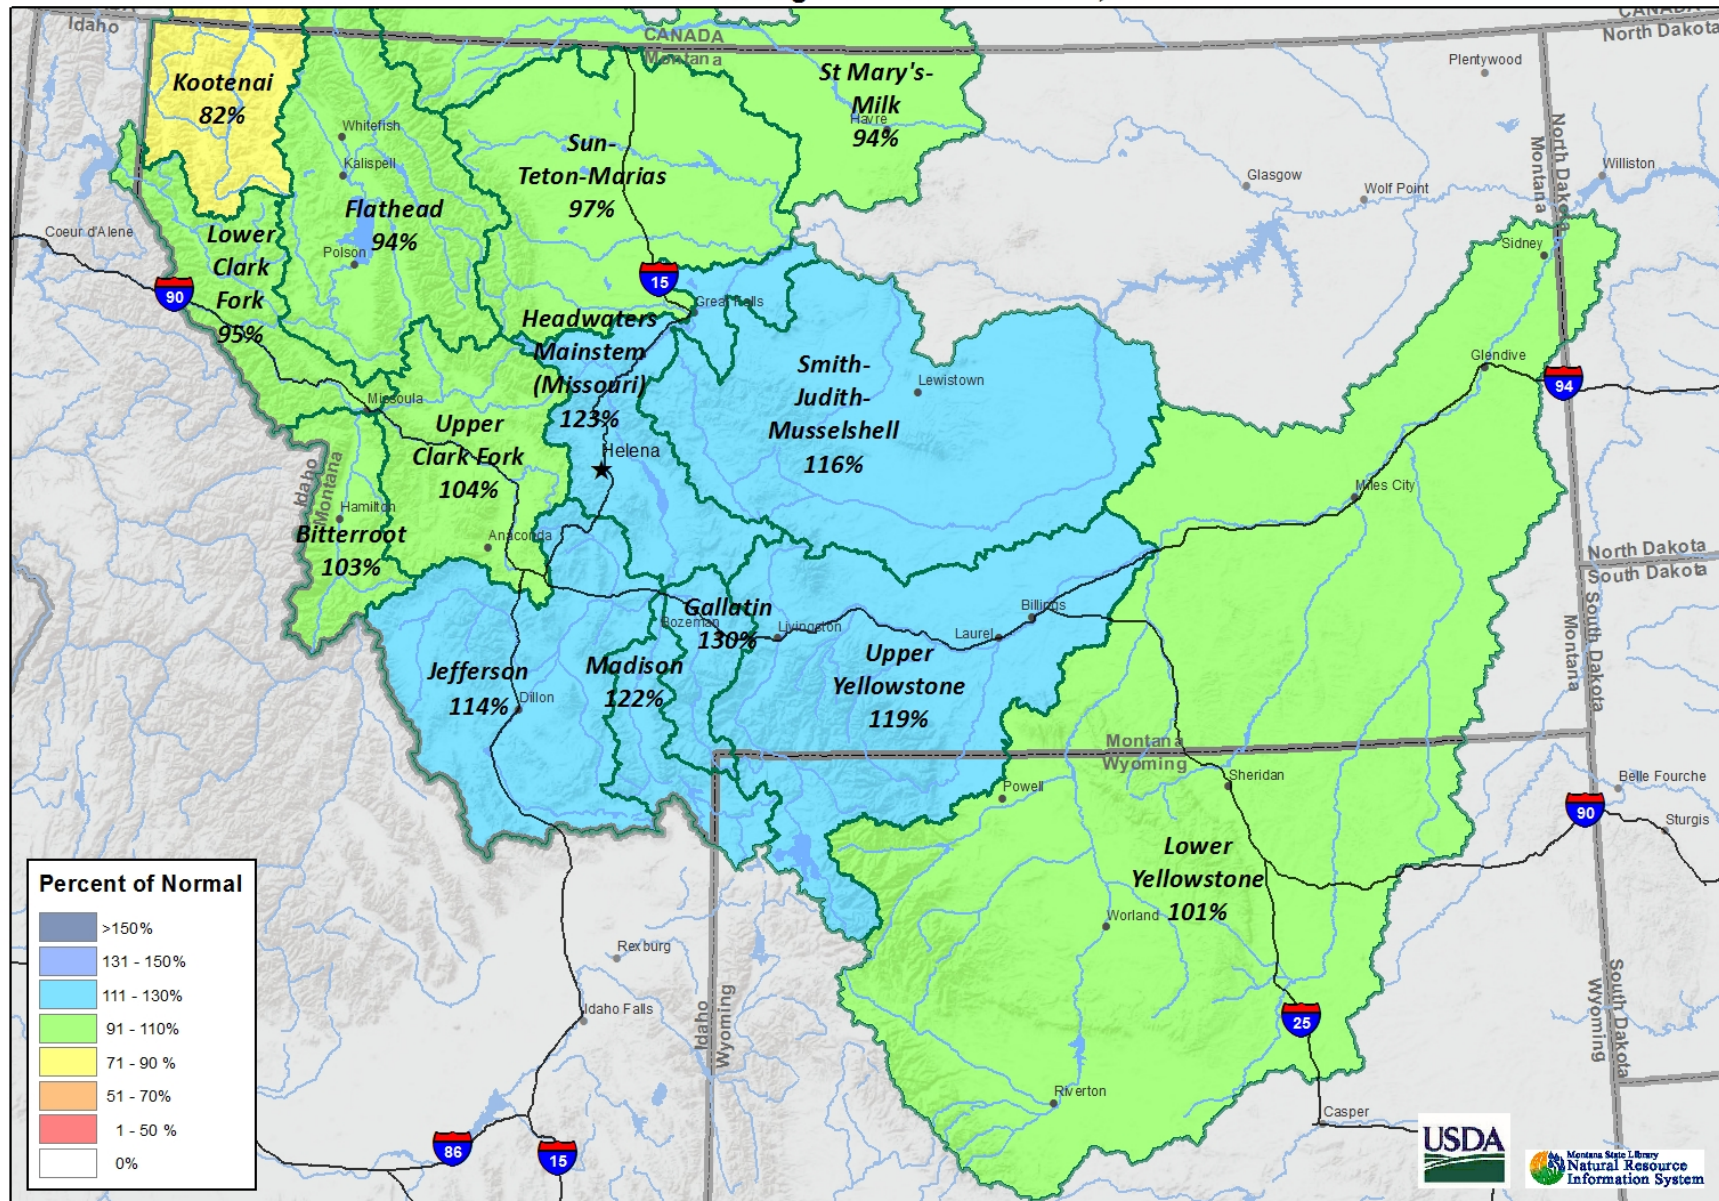 CANADA
Idaho
CANADA
Montana
CANADA
North Dakota
Kootenai
82%
St Mary's-
Milk
94%
Havre
Plentywood
Whitefish
Kalispell
Sun-
Teton-Marias
97%
Glasgow
Wolf Point
North Dakota
Montana
Williston
Flathead
94%
Polson
Coeur d'Alene
Lower
Clark
Fork
95%
90
15
Sidney
Great Falls
Headwaters
Mainstem
(Missouri)
123%
Helena
Smith-
Judith-
Musselshell
116%
Lewistown
Glendive
94
Missoula
Upper
Clark Fork
104%
Idaho
Montana
Hamilton
Bitterroot
103%
Anaconda
Miles City
North Dakota
South Dakota
South Dakota
Montana
Gallatin
130%
Bozeman
Livingston
Billings
Laurel
Jefferson
114%
Dillon
Madison
122%
Upper
Yellowstone
119%
Montana
Wyoming
Powell
Sheridan
Belle Fourche
90
Sturgis
Lower
Yellowstone
101%
Worland
Percent of Normal
>150%
131 - 150%
111 - 130%
91 - 110%
71 - 90 %
51 - 70%
1 - 50 %
0%
Rexburg
Idaho Falls
Idaho
Wyoming
South Dakota
Wyoming
25
Riverton
Casper
86
15
USDA
Montana State Library
Natural Resource
Information System